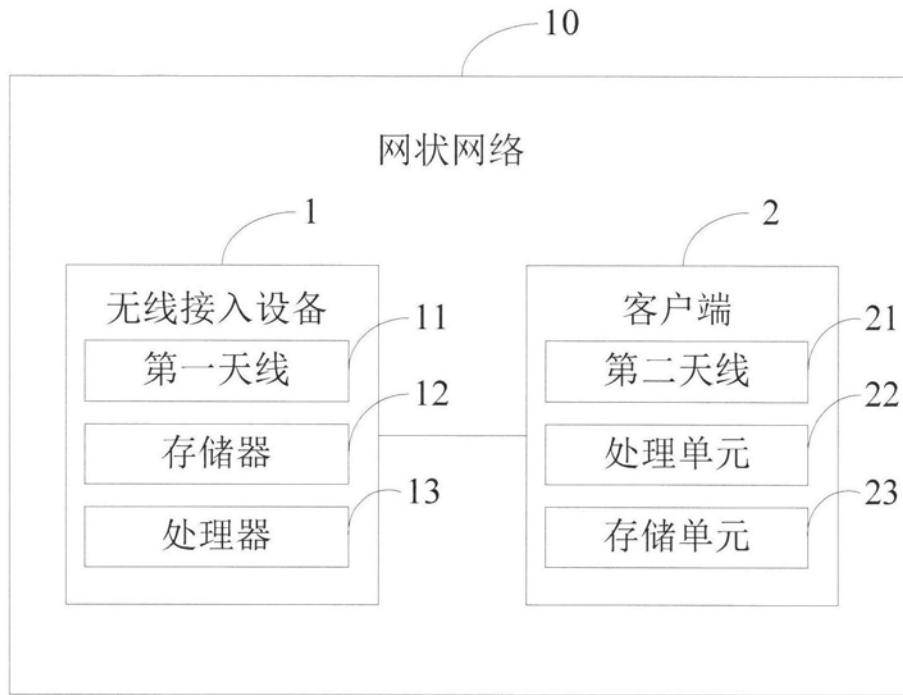 10
网状网络
1
2
无线接入设备
客户端
第一天线
11
第二天线
21
存储器
12
处理单元
22
处理器
13
存储单元
23